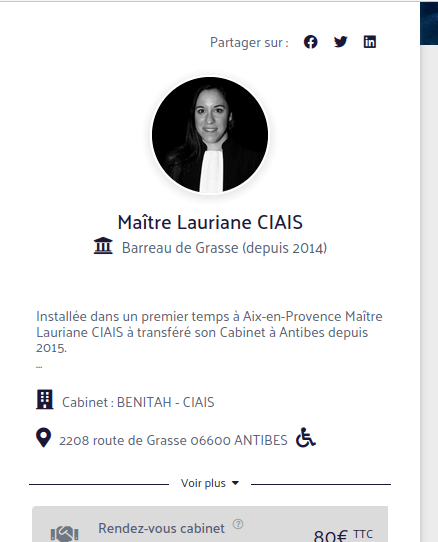 Partager sur :
Maître Lauriane CIAIS
Barreau de Grasse (depuis 2014)
Installée dans un premier temps à Aix-en-Provence Maître
Lauriane CIAIS à transféré son Cabinet à Antibes depuis
2015.
...
Cabinet : BENITAH - CIAIS
2208 route de Grasse 06600 ANTIBES
Voir plus
Rendez-vous cabinet ?
80€ TTC